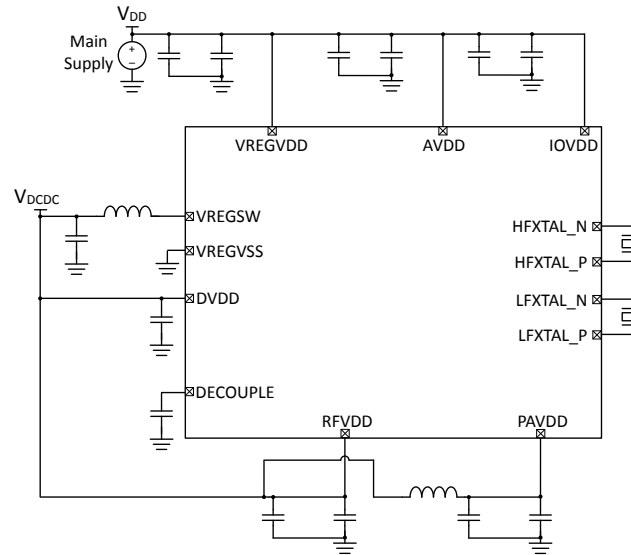 VDD
Main
Supply
VREGVDD
AVDD
IOVDD
VDCDC
VREGSW
VREGVSS
DVDD
DECOUPLE
HFXTAL_N
HFXTAL_P
LFXTAL_N
LFXTAL_P
RFVDD
PAVDD